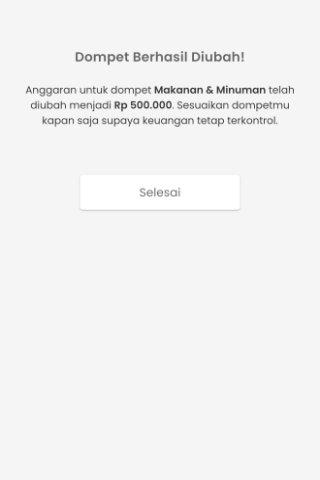 Dompet Berhasil Diubah!
Anggaran untuk dompet Makanan & Minuman telah
diubah menjadi Rp 500.000. Sesuaikan dompetmu
kapan saja supaya keuangan tetap terkontrol.
Selesai